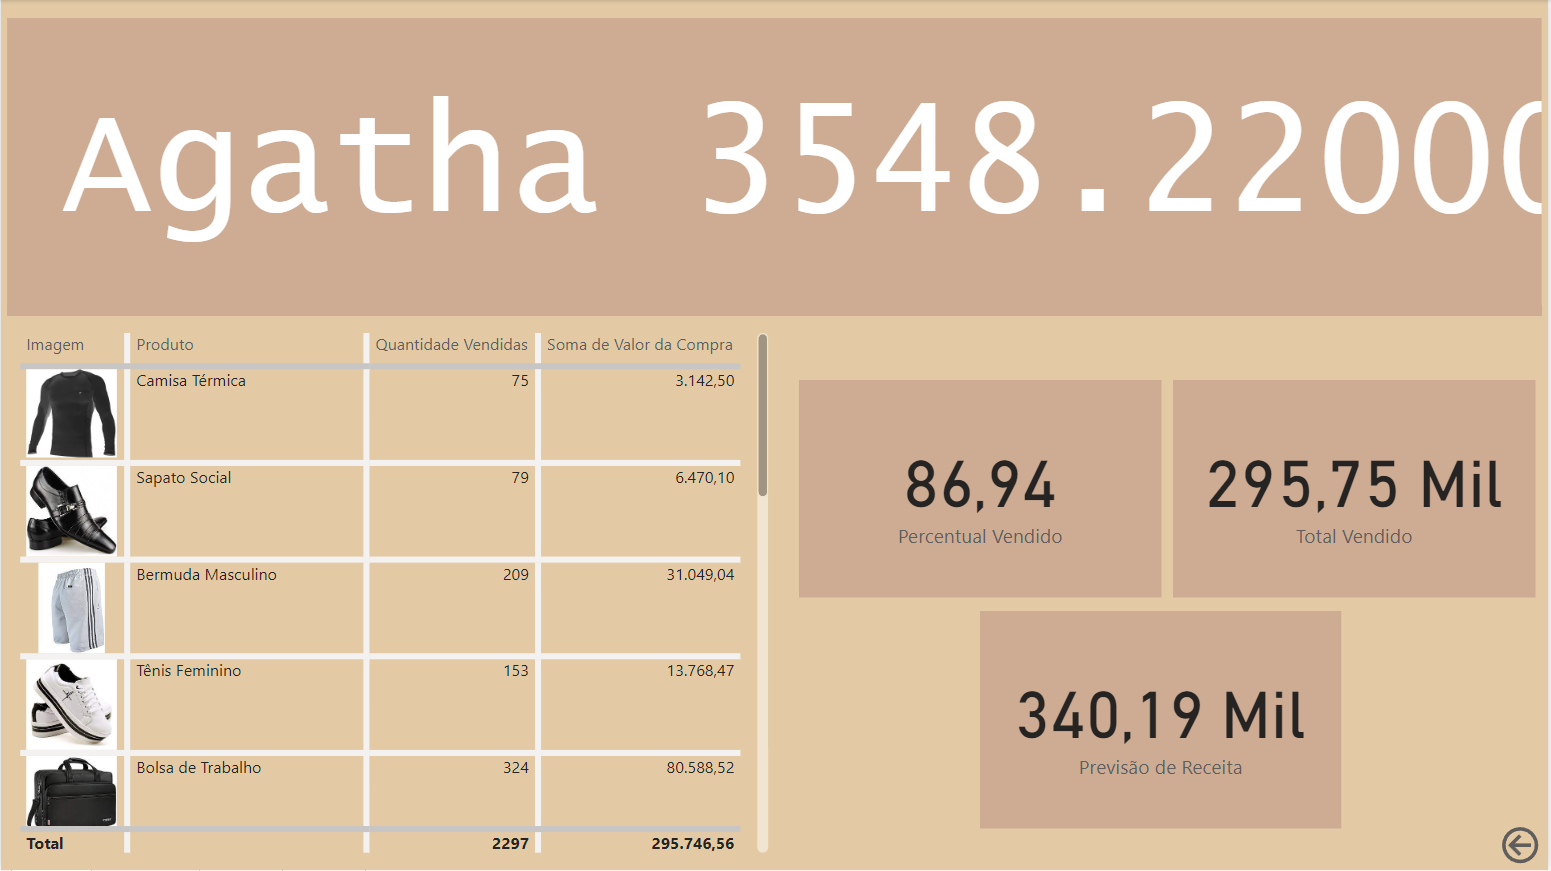 Agatha 3548.22000
Imagem Produto Quantidade Vendidas Soma de Valor da Compra
Camisa Térmica 75 3.142,50
Sapato Social 79 6.470,10
Bermuda Masculino 209 31.049,04
Tênis Feminino 153 13.768,47
Bolsa de Trabalho 324 80.588,52
Total 2297 295.746,56
86,94
Percentual Vendido
295,75 Mil
Total Vendido
340,19 Mil
Previsão de Receita